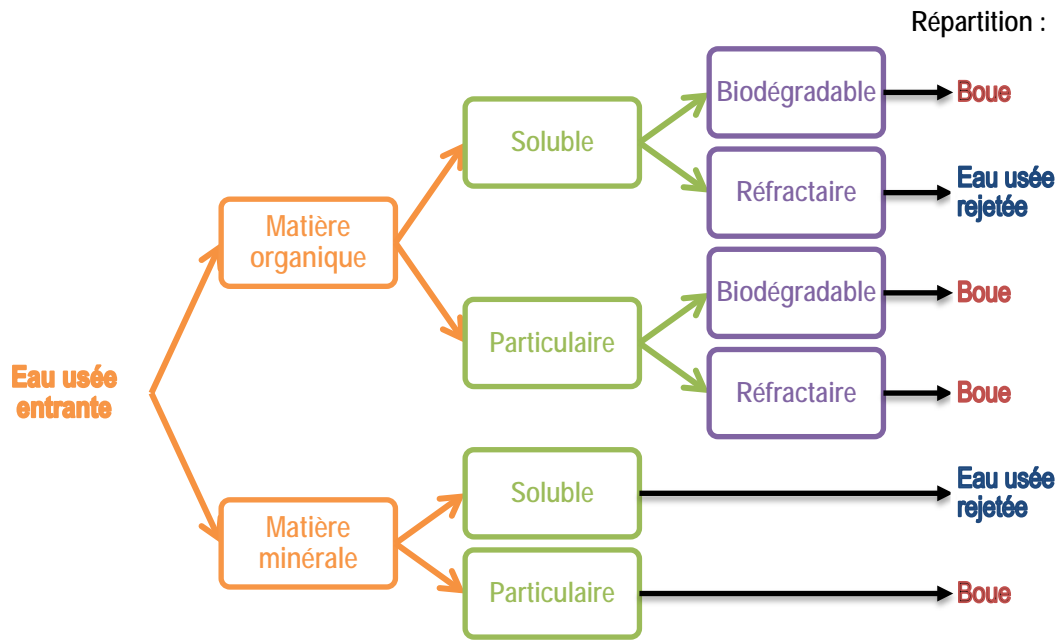 Répartition :
Biodégradable
Boue
Soluble
Réfractaire
Eau usée
rejetée
Matière
organique
Biodégradable
Boue
Particulaire
Réfractaire
Boue
Eau usée
entrante
Soluble
Eau usée
rejetée
Matière
minérale
Particulaire
Boue